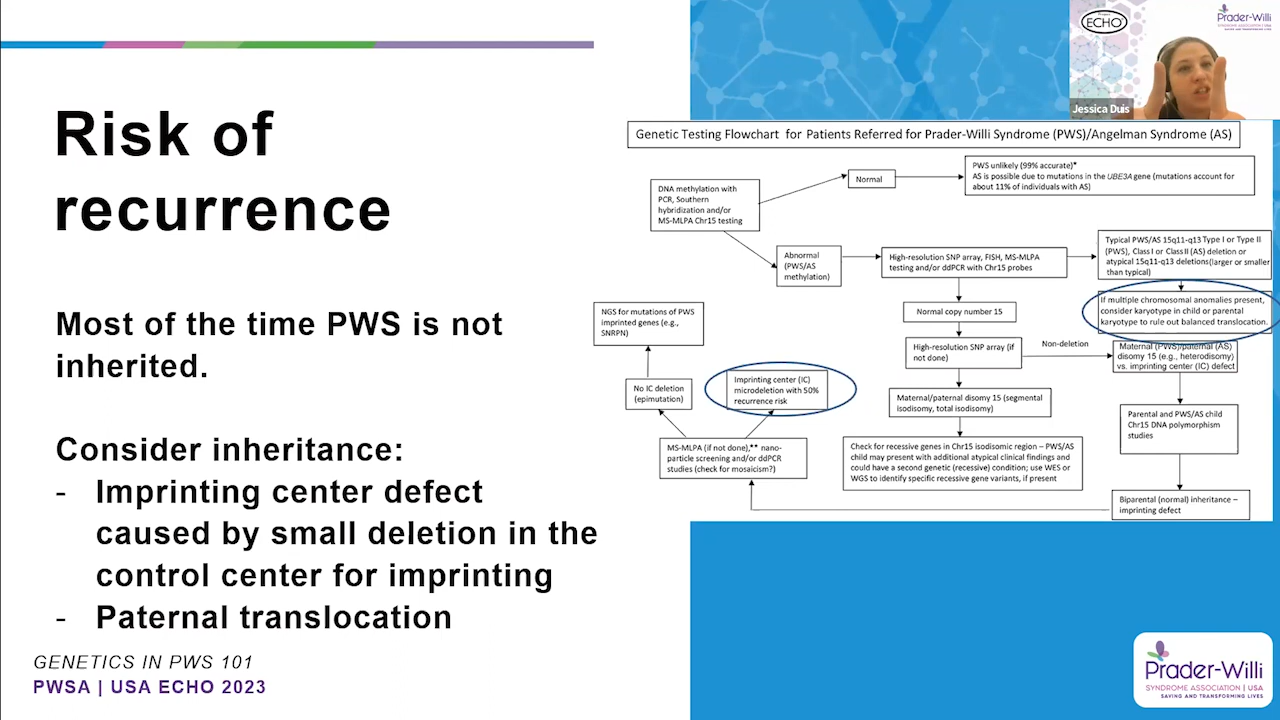 Risk of
recurrence
Most of the time PWS is not
inherited.
Consider inheritance:
- Imprinting center defect
caused by small deletion in the
control center for imprinting
- Paternal translocation
GENETICS IN PWS 101
PWSA | USA ECHO 2023
ECHO
Prader-Willi
SYNDROME ASSOCIATION | USA
SAVING AND TRANSFORMING LIVES
Jessica Duis
Genetic Testing Flowchart for Patients Referred for Prader-Willi Syndrome (PWS)/Angelman Syndrome (AS)
DNA methylation with
PCR, Southern
hybridization and/or
MS-MLPA Chr15 testing
Normal
PWS unlikely (99% accurate)*
AS is possible due to mutations in the UBE3A gene (mutations account for
about 11% of individuals with AS)
Abnormal
(PWS/AS
methylation)
High-resolution SNP array, FISH, MS-MLPA
testing and/or ddPCR with Chr15 probes
Typical PWS/AS 15q11-q13 Type I or Type II
(PWS), Class I or Class II (AS) deletion or
atypical 15q11-q13 deletions (larger or smaller
than typical)
If multiple chromosomal anomalies present,
consider karyotype in child or parental
karyotype to rule out balanced translocation.
Normal copy number 15
High-resolution SNP array (if
not done)
Non-deletion
Maternal (PWS)/paternal (AS)
disomy 15 (e.g., heterodisomy)
vs. imprinting center (IC) defect
Maternal/paternal disomy 15 (segmental
isodisomy, total isodisomy)
Check for recessive genes in Chr15 isodisomic region – PWS/AS
child may present with additional atypical clinical findings and
could have a second genetic (recessive) condition; use WES or
WGS to identify specific recessive gene variants, if present
Parental and PWS/AS child
Chr15 DNA polymorphism
studies
Biparental (normal) inheritance –
imprinting defect
MS-MLPA (if not done),** nano-
particle screening and/or ddPCR
studies (check for mosaicism?)
No IC deletion
(epimutation)
Imprinting center (IC)
microdeletion with 50%
recurrence risk
NGS for mutations of PWS
imprinted genes (e.g.,
SNRPN)
Prader-Willi
SYNDROME ASSOCIATION | USA
SAVING AND TRANSFORMING LIVES